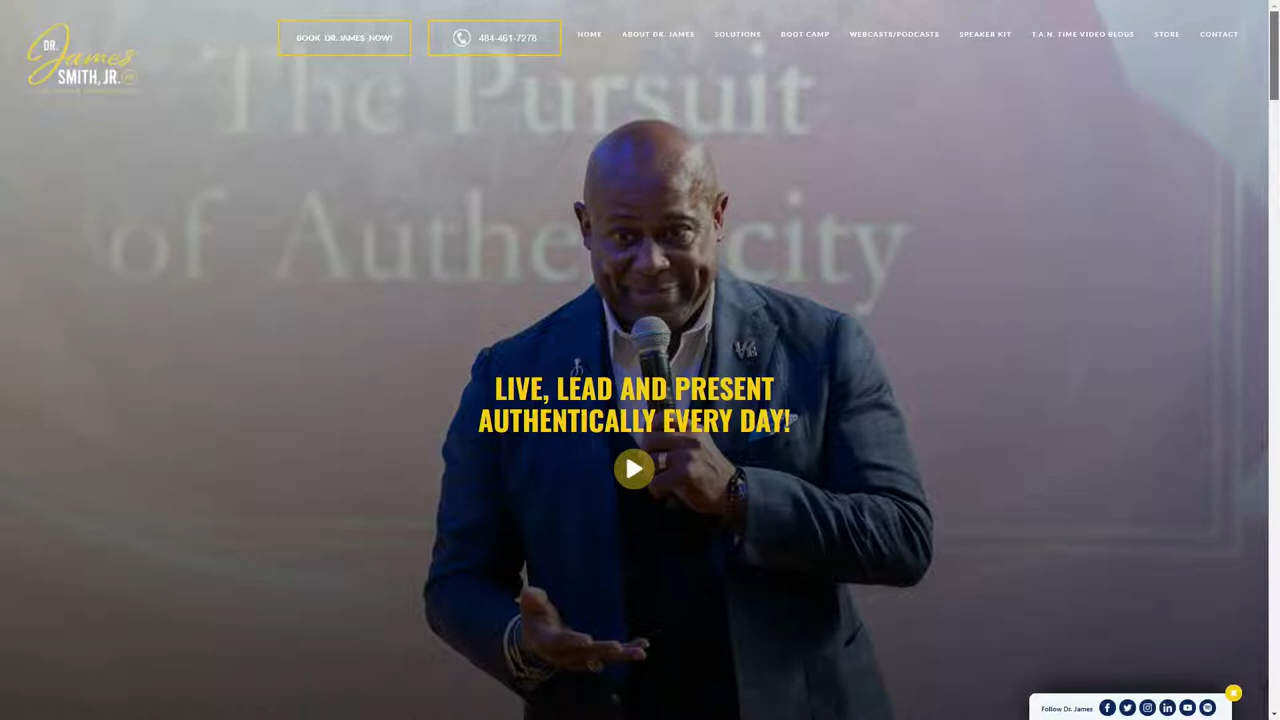 DR.
James
SMITH, JR.
BOOK DR. JAMES NOW!
484-461-7278
HOME
ABOUT DR. JAMES
SOLUTIONS
BOOT CAMP
WEBCASTS/PODCASTS
SPEAKER KIT
T.A.N. TIME VIDEO BLOGS
STORE
CONTACT
The Pursuit
of Authe city
LIVE, LEAD AND PRESENT
AUTHENTICALLY EVERY DAY!
Follow Dr. James